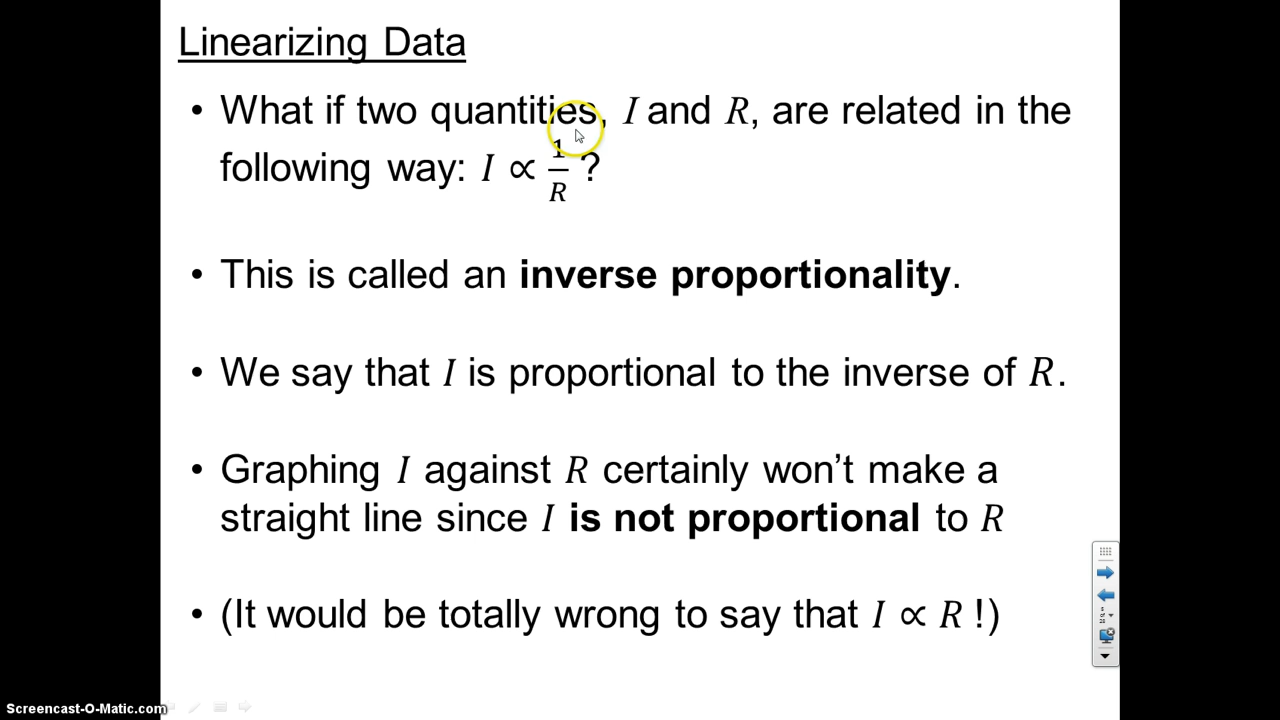 Linearizing Data
• What if two quantities, I and R, are related in the
following way: I ∝ 1/R ?
• This is called an inverse proportionality.
• We say that I is proportional to the inverse of R.
• Graphing I against R certainly won’t make a
straight line since I is not proportional to R
• (It would be totally wrong to say that I ∝ R !)
Screencast-O-Matic.com